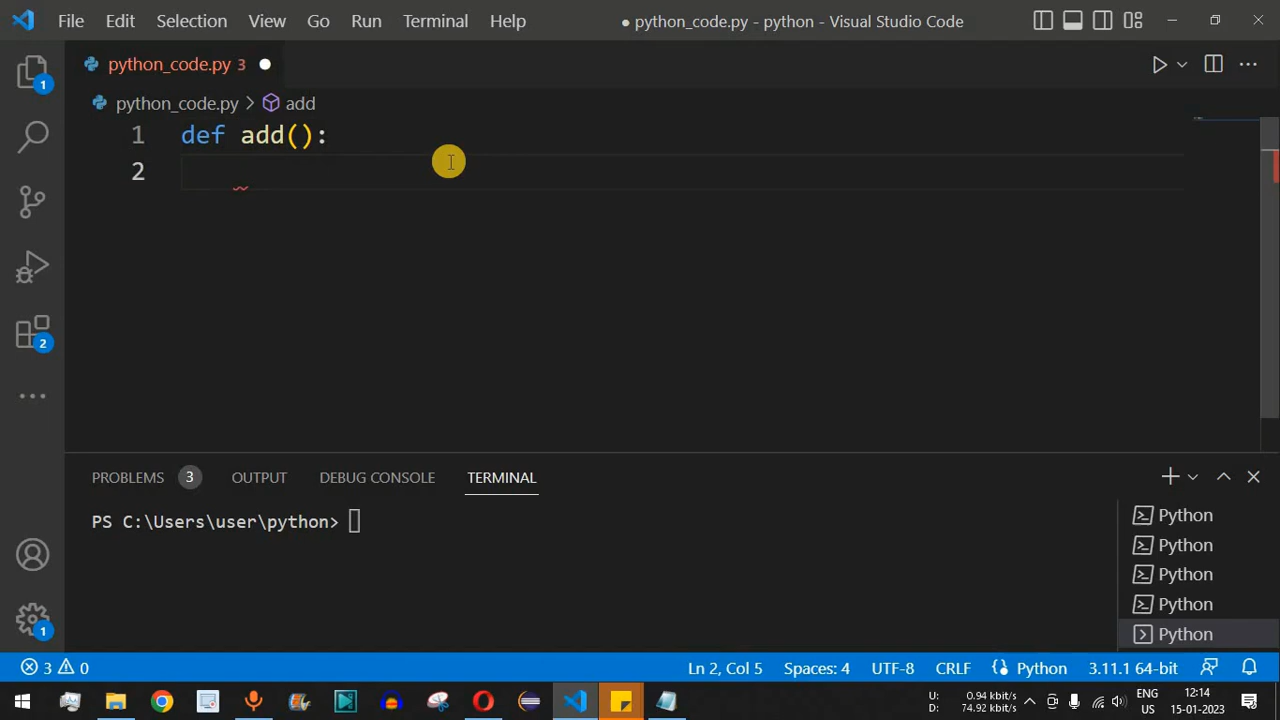 File Edit Selection View Go Run Terminal Help ● python_code.py - python - Visual Studio Code
python_code.py 3
1
python_code.py > add
1 def add():
2
2
PROBLEMS 3 OUTPUT DEBUG CONSOLE TERMINAL
PS C:\Users\user\python>
Python
Python
Python
Python
Python
1
3 0 Ln 2, Col 5 Spaces: 4 UTF-8 CRLF Python 3.11.1 64-bit
U: 0.94 kbit/s ENG 12:14
D: 74.92 kbit/s US 15-01-2023